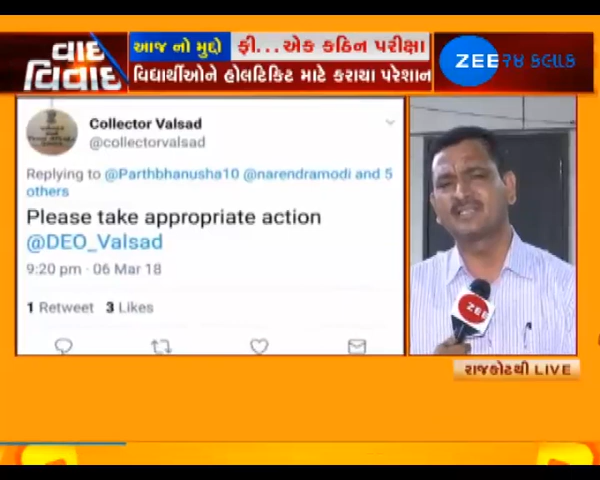 વાદ વિવાદ
આજ નો મુદ્દો
ફી...એક કઠિન પરીક્ષા
વિદ્યાર્થીઓને હોલટિકિટ માટે કરાયા પરેશાન
ZEE ૨૪ કલાક
Collector Valsad
@collectorvalsad
Replying to @Parthbhanusha10 @narendramodi and 5
others
Please take appropriate action
@DEO_Valsad
9:20 pm · 06 Mar 18
1 Retweet 3 Likes
ZEE
રાજકોટથી LIVE